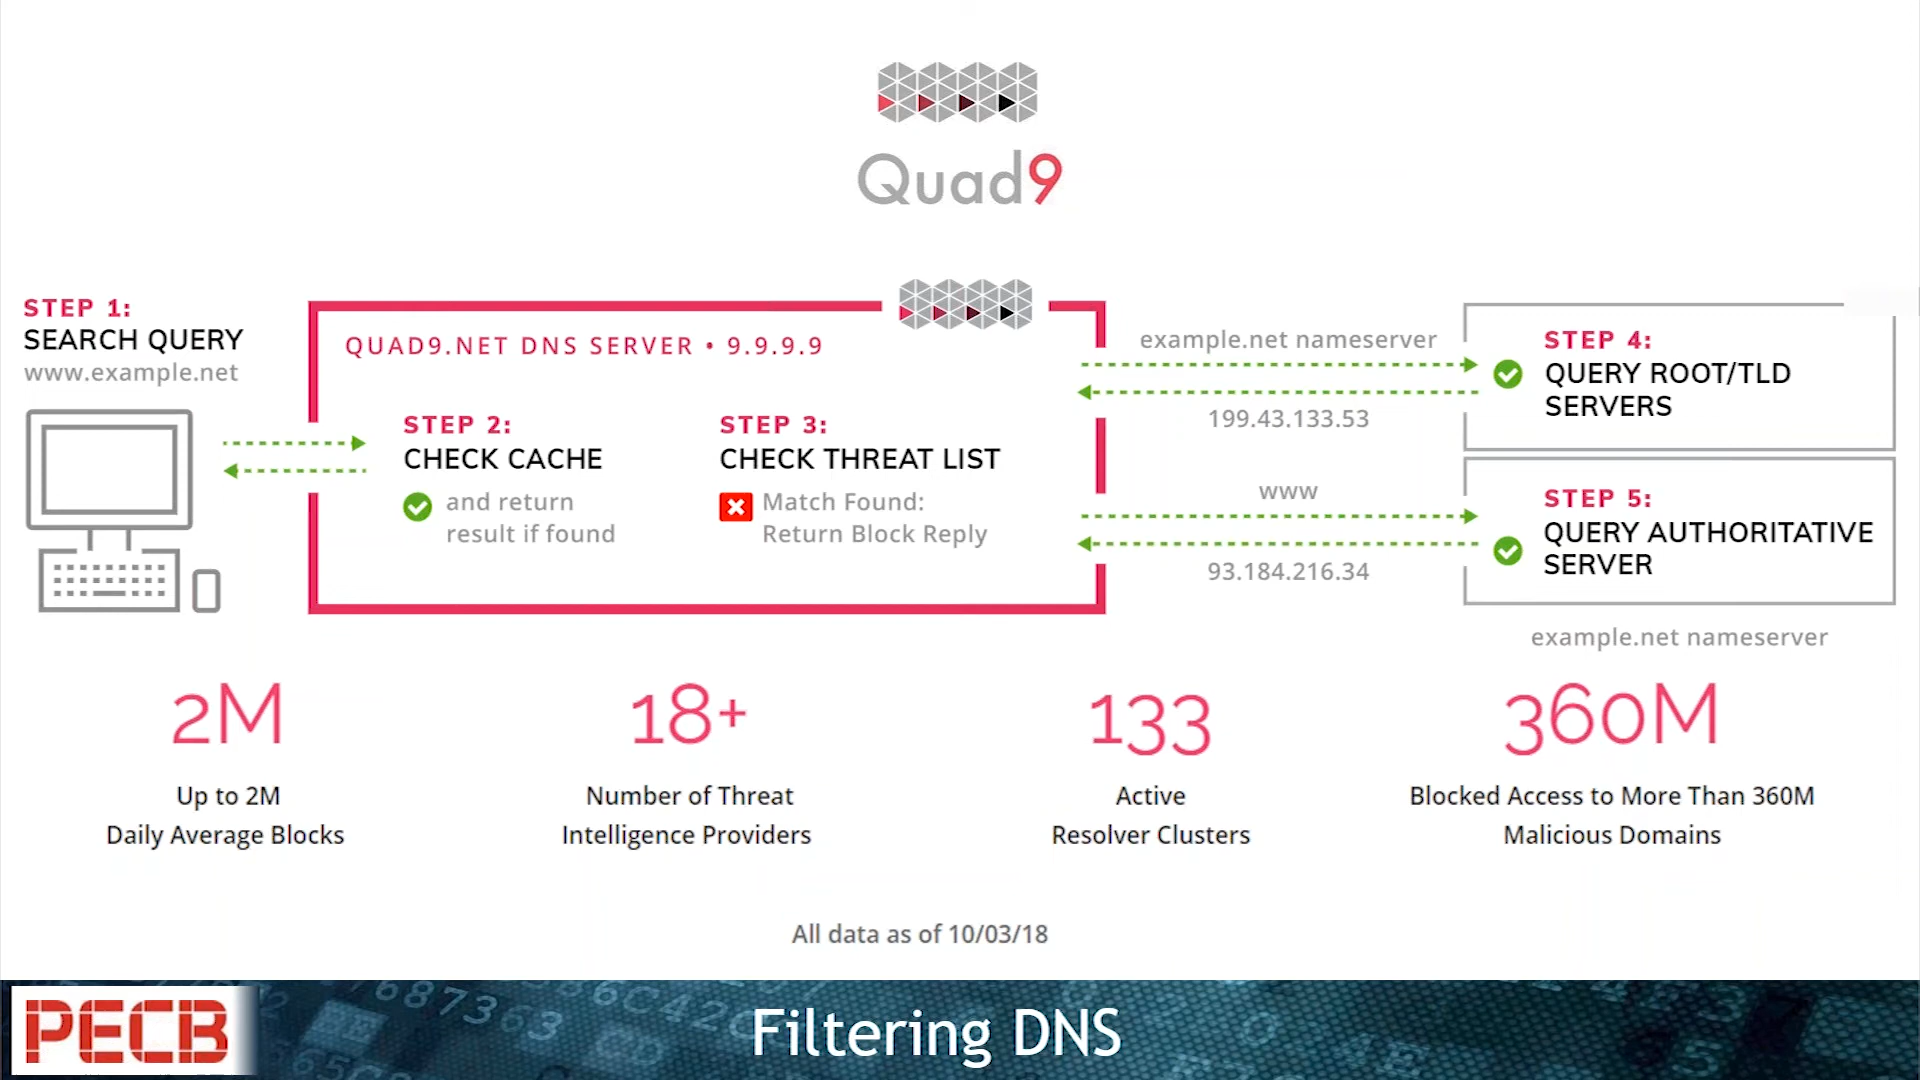 Quad9
STEP 1:
SEARCH QUERY
www.example.net
QUAD9.NET DNS SERVER • 9.9.9.9
STEP 2:
CHECK CACHE
and return
result if found
STEP 3:
CHECK THREAT LIST
Match Found:
Return Block Reply
example.net nameserver
199.43.133.53
www
93.184.216.34
STEP 4:
QUERY ROOT/TLD
SERVERS
STEP 5:
QUERY AUTHORITATIVE
SERVER
example.net nameserver
2M
Up to 2M
Daily Average Blocks
18+
Number of Threat
Intelligence Providers
133
Active
Resolver Clusters
360M
Blocked Access to More Than 360M
Malicious Domains
All data as of 10/03/18
PECB
Filtering DNS